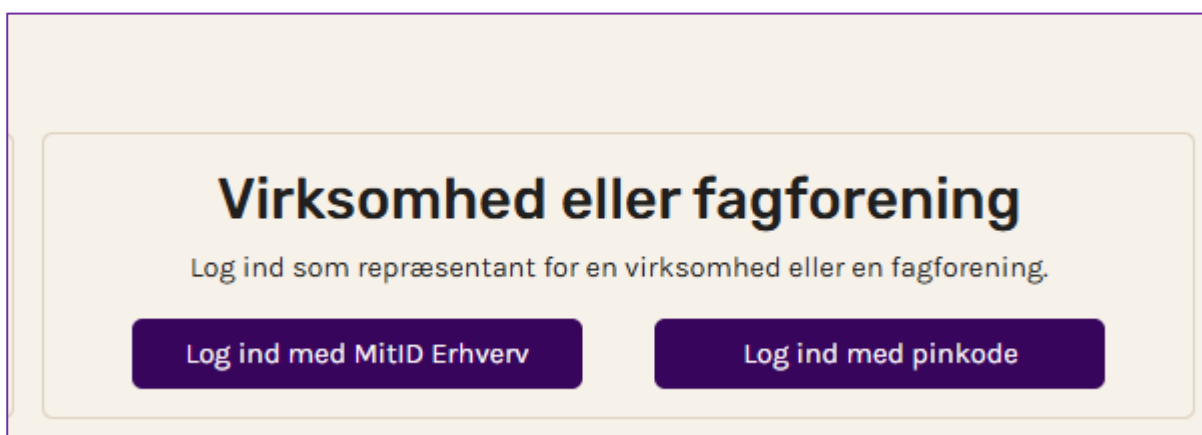 Virksomhed eller fagforening
Log ind som repræsentant for en virksomhed eller en fagforening.
Log ind med MitID Erhverv
Log ind med pinkode